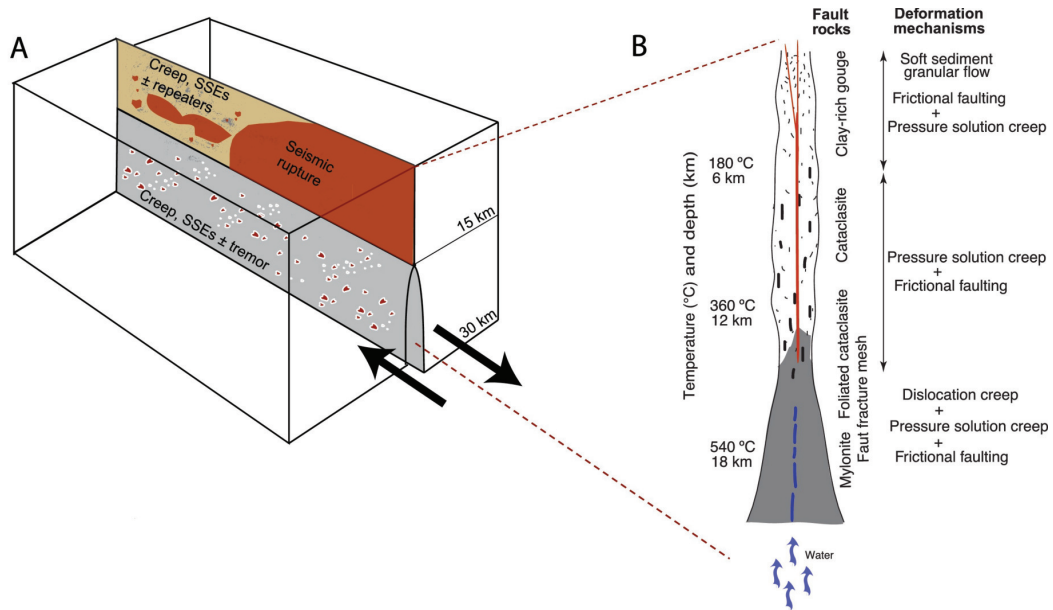 A
Creep, SSEs
± repeaters
Seismic
rupture
Creep, SSEs ± tremor
15 km
30 km
B
Fault
rocks
Deformation
mechanisms
Temperature (°C) and depth (km)
180 ºC
6 km
360 ºC
12 km
540 ºC
18 km
Clay-rich gouge
Cataclasite
Foliated cataclasite
Mylonite
Faut fracture mesh
Soft sediment
granular flow
Frictional faulting
+
Pressure solution creep
Pressure solution creep
+
Frictional faulting
Dislocation creep
+
Pressure solution creep
+
Frictional faulting
Water